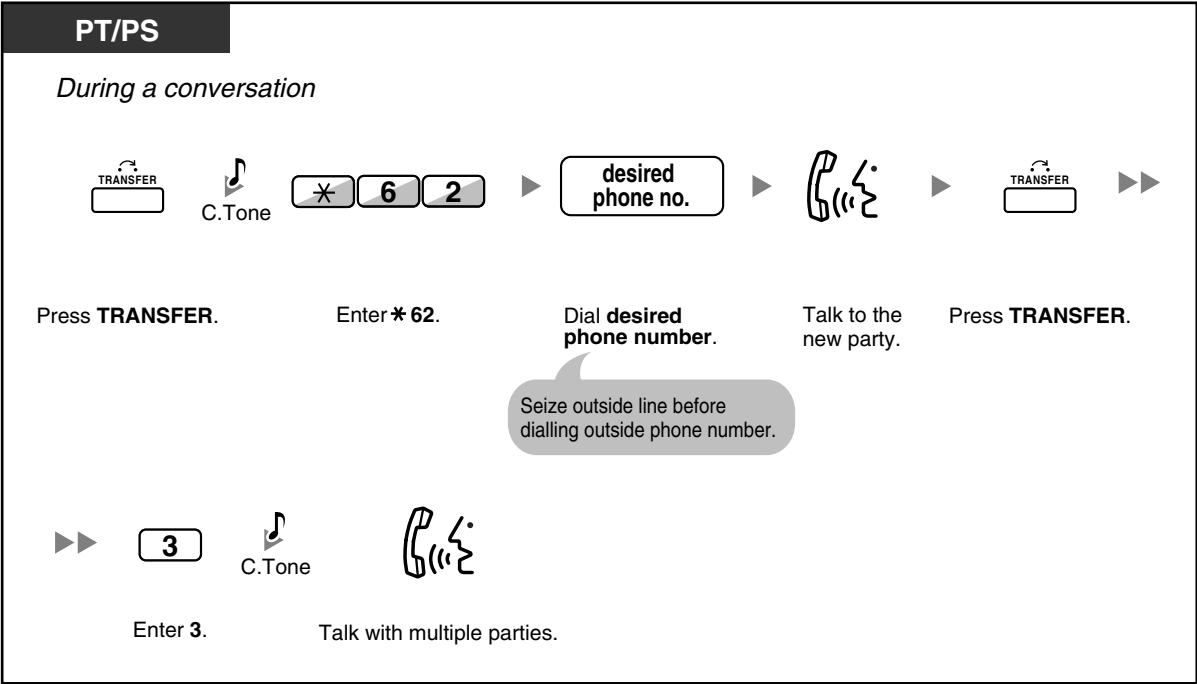 PT/PS
During a conversation
TRANSFER
C.Tone
* 6 2
desired
phone no.
TRANSFER
Press TRANSFER.
Enter * 62.
Dial desired
phone number.
Talk to the
new party.
Press TRANSFER.
Seize outside line before
dialling outside phone number.
3
C.Tone
Enter 3.
Talk with multiple parties.